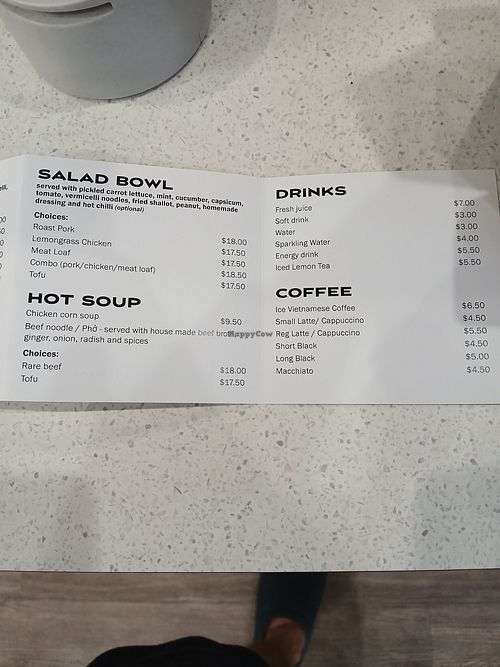 SALAD BOWL
served with pickled carrot lettuce, mint, cucumber, capsicum,
tomato, vermicelli noodles, fried shallot, peanut, homemade
dressing and hot chilli (optional)
Choices:
Roast Pork $18.00
Lemongrass Chicken $17.50
Meat Loaf $17.50
Combo (pork/chicken/meat loaf) $18.50
Tofu $17.50
HOT SOUP
Chicken corn soup $9.50
Beef noodle / Phở - served with house made beef broth,
ginger, onion, radish and spices
Choices:
Rare beef $18.00
Tofu $17.50
DRINKS
Fresh juice $7.00
Soft drink $3.00
Water $3.00
Sparkling Water $4.00
Energy drink $5.50
Iced Lemon Tea $5.50
COFFEE
Ice Vietnamese Coffee $6.50
Small Latte/ Cappuccino $4.50
Reg Latte / Cappuccino $5.50
Short Black $4.50
Long Black $5.00
Macchiato $4.50
HappyCow